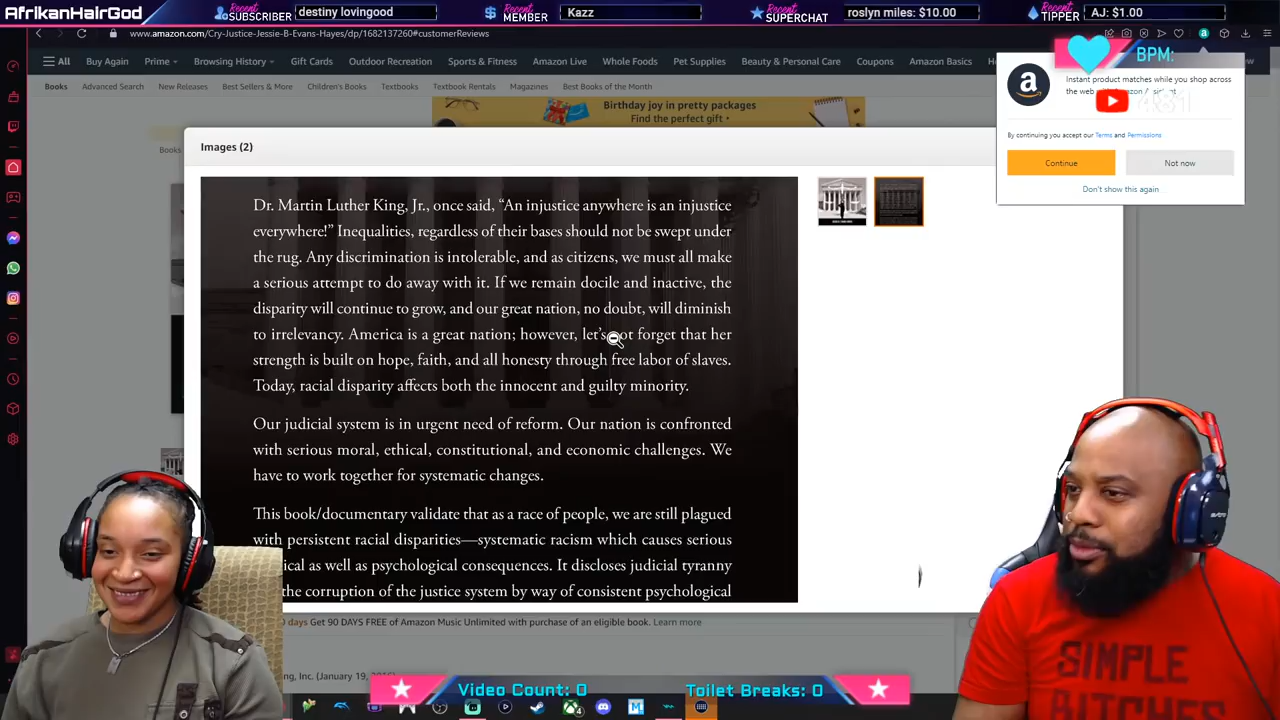 AfrikanHairGod
Recent SUBSCRIBER
destiny lovingood
Recent MEMBER
Kazz
Recent SUPERCHAT
roslyn miles: $10.00
Recent TIPPER
AJ: $1.00
www.amazon.com/Cry-Justice-Jessie-B-Evans-Hayes/dp/1682137260#customerReviews
All Buy Again Prime Browsing History Gift Cards Outdoor Recreation Sports & Fitness Amazon Live Whole Foods Pet Supplies Beauty & Personal Care Coupons Amazon Basics
Books Advanced Search New Releases Best Sellers & More Children's Books Textbooks Textbook Rentals Magazines Best Books of the Month
Birthday joy in pretty packages
Find the perfect gift
BPM:
Instant product matches while you shop across
By continuing you accept our Terms and Permissions
Continue
Not now
Don't show this again
Books
Images (2)
Dr. Martin Luther King, Jr., once said, “An injustice anywhere is an injustice
everywhere!” Inequalities, regardless of their bases should not be swept under
the rug. Any discrimination is intolerable, and as citizens, we must all make
a serious attempt to do away with it. If we remain docile and inactive, the
disparity will continue to grow, and our great nation, no doubt, will diminish
to irrelevancy. America is a great nation; however, let’s not forget that her
strength is built on hope, faith, and all honesty through free labor of slaves.
Today, racial disparity affects both the innocent and guilty minority.
Our judicial system is in urgent need of reform. Our nation is confronted
with serious moral, ethical, constitutional, and economic challenges. We
have to work together for systematic changes.
This book/documentary validate that as a race of people, we are still plagued
with persistent racial disparities—systematic racism which causes serious
as well as psychological consequences. It discloses judicial tyranny
the corruption of the justice system by way of consistent psychological
days Get 90 DAYS FREE of Amazon Music Unlimited with purchase of an eligible book. Learn more
Inc. (January 19,
SIMPLE
BITCHES
Video Count: 0
Toilet Breaks: 0